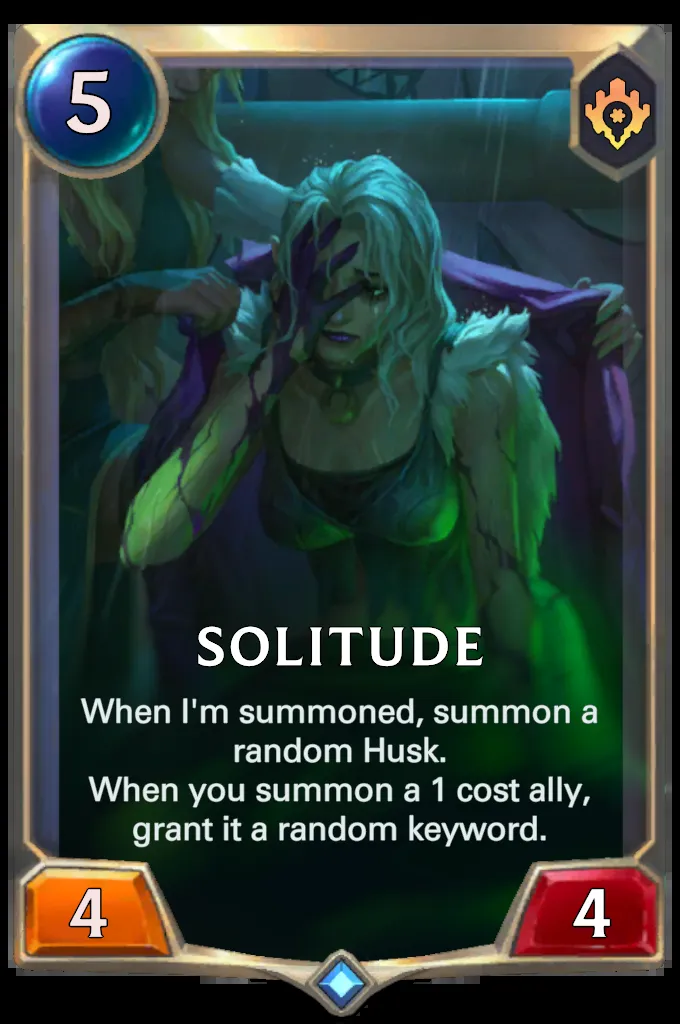 5
SOLITUDE
When I'm summoned, summon a
random Husk.
When you summon a 1 cost ally,
grant it a random keyword.
4
4